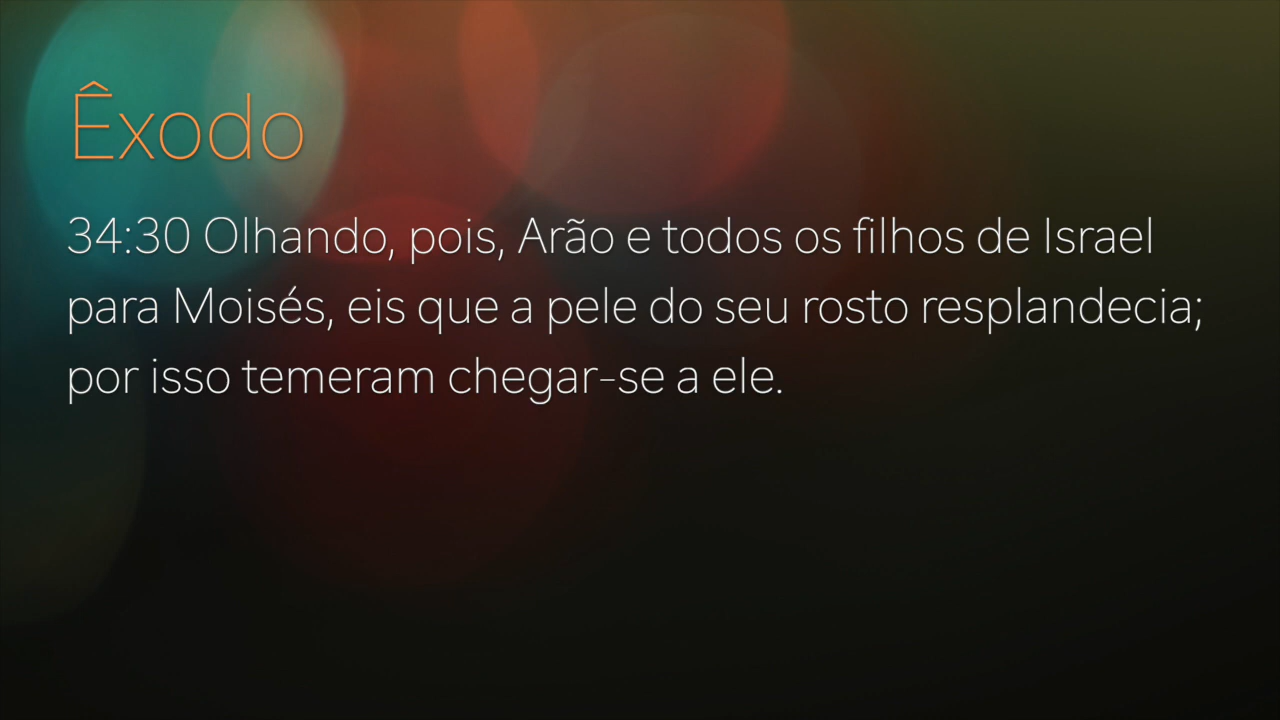 Êxodo
34:30 Olhando, pois, Arão e todos os filhos de Israel
para Moisés, eis que a pele do seu rosto resplandecia;
por isso temeram chegar-se a ele.